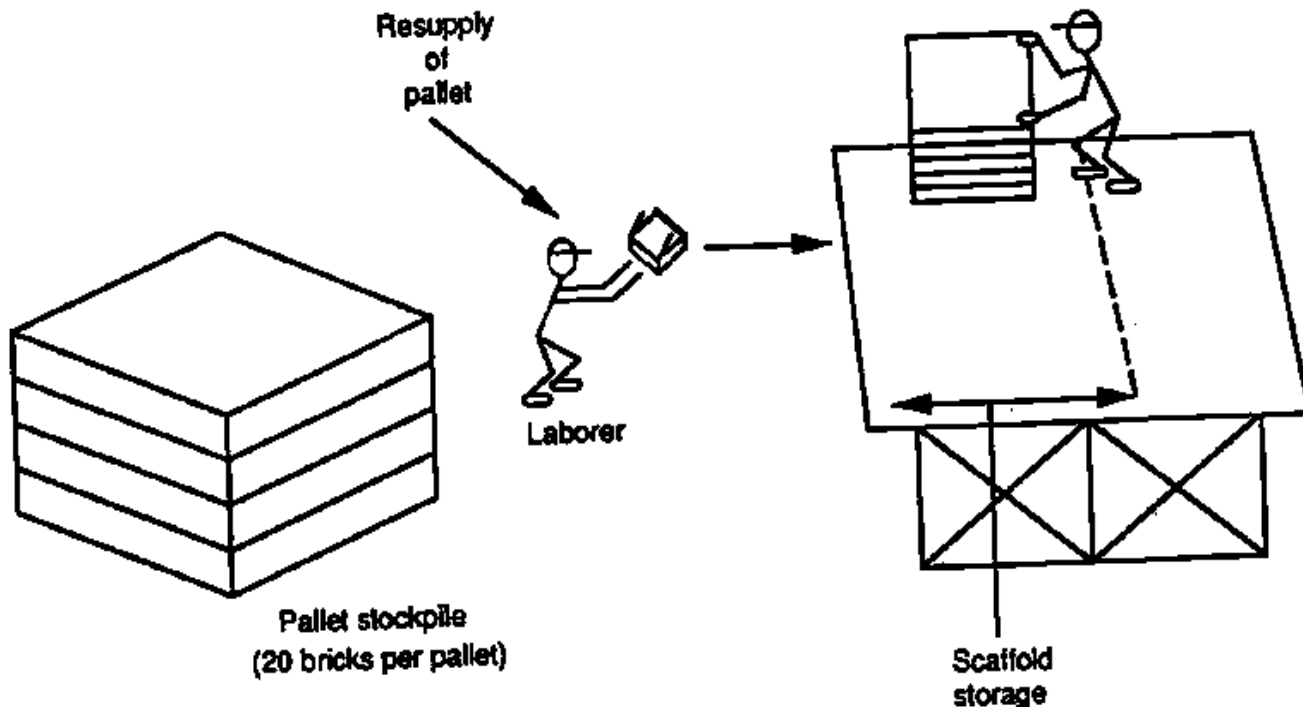 Resupply
of
pallet
Laborer
Pallet stockpile
(20 bricks per pallet)
Scaffold
storage